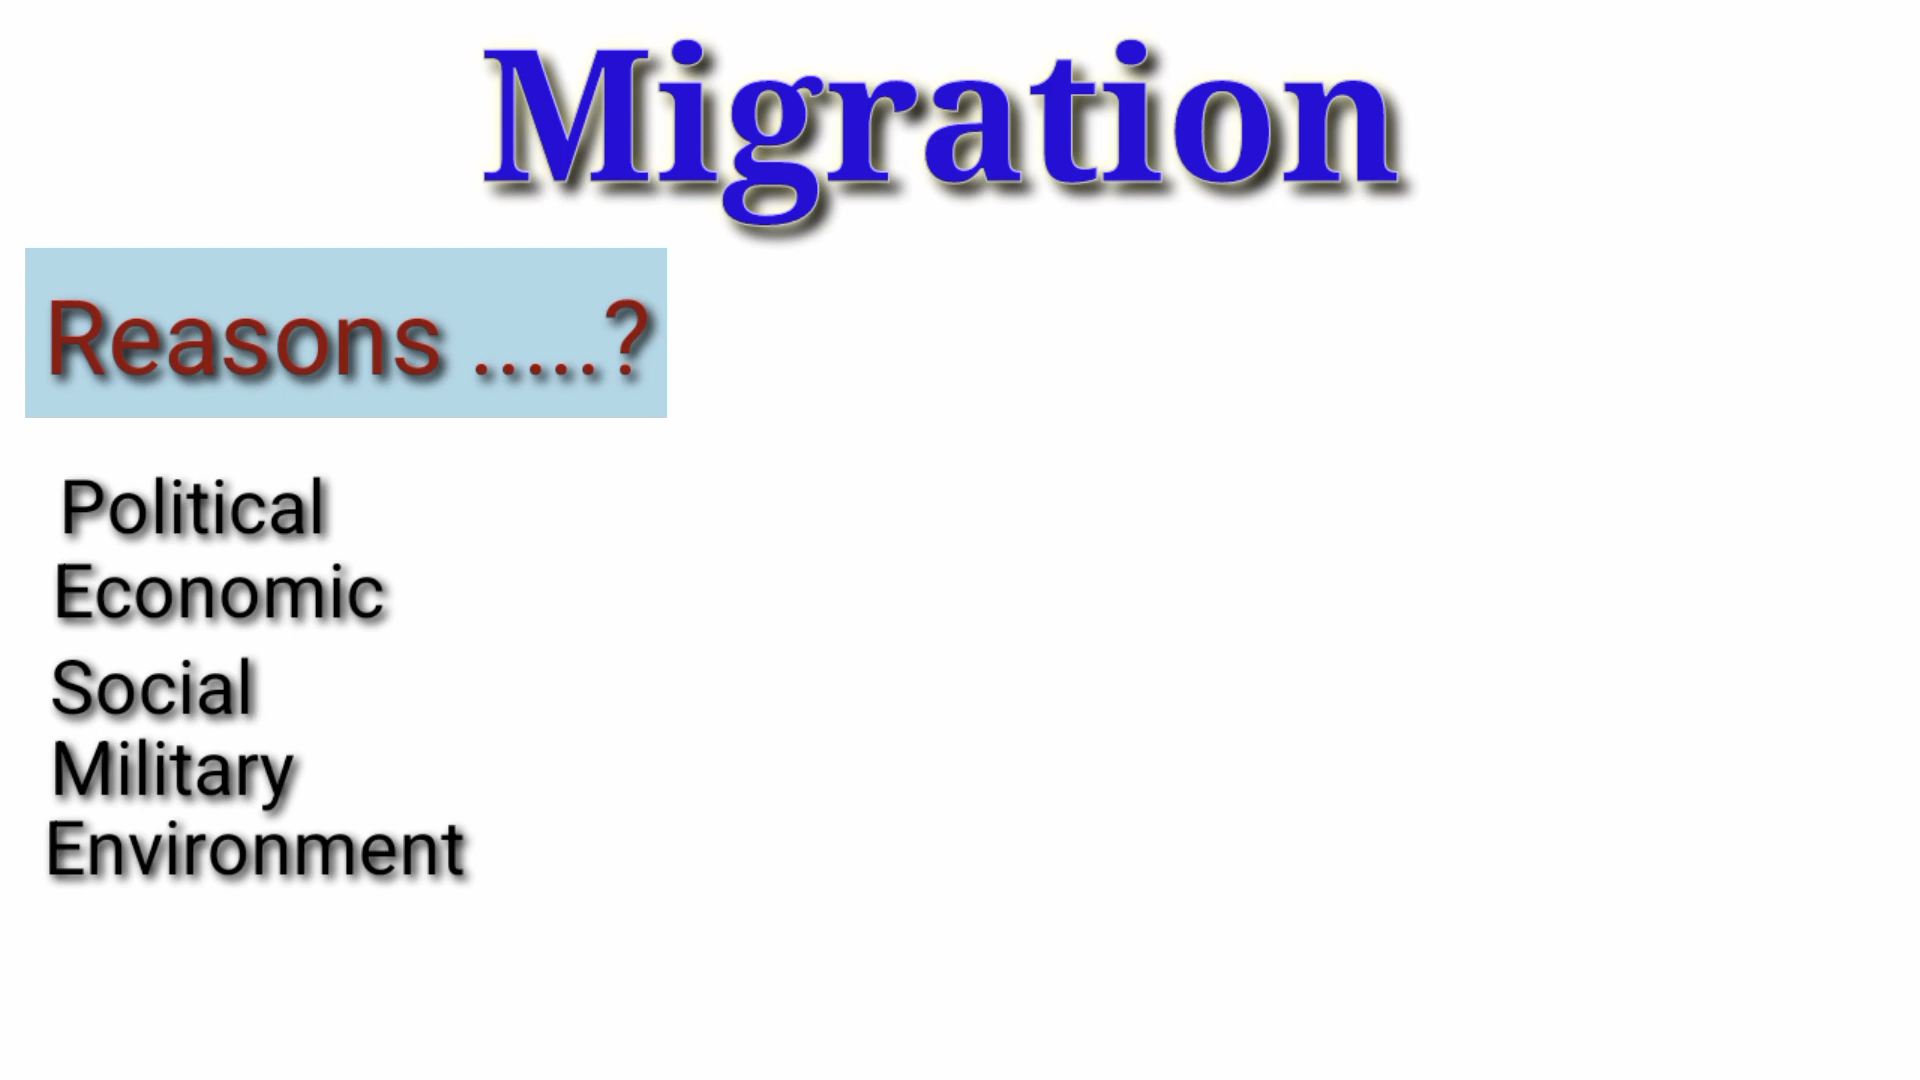 Migration
Reasons .....?
Political
Economic
Social
Military
Environment